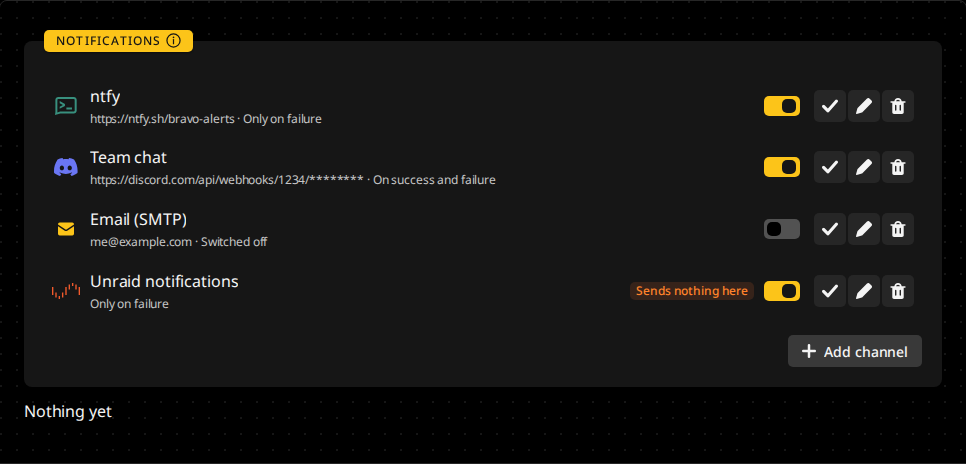 NOTIFICATIONS
ntfy
https://ntfy.sh/bravo-alerts · Only on failure
Team chat
https://discord.com/api/webhooks/1234/******** · On success and failure
Email (SMTP)
me@example.com · Switched off
Unraid notifications
Only on failure
Sends nothing here
Add channel
Nothing yet